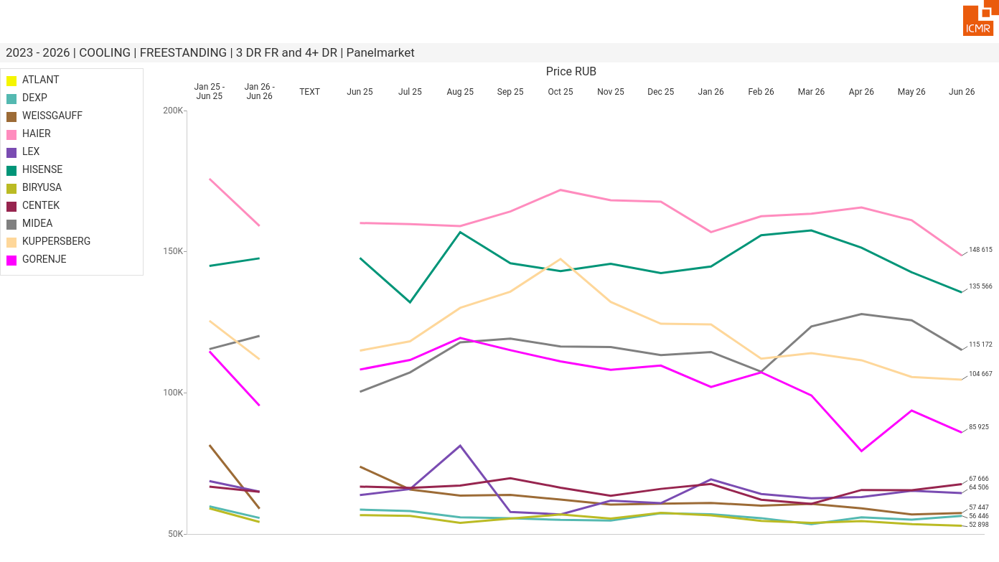 ICMR
2023 - 2026 | COOLING | FREESTANDING | 3 DR FR and 4+ DR | Panelmarket
ATLANT
DEXP
WEISSGAUFF
HAIER
LEX
HISENSE
BIRYUSA
CENTEK
MIDEA
KUPPERSBERG
GORENJE
Price RUB
Jan 25 -
Jun 25
Jan 26 -
Jun 26
TEXT
Jun 25
Jul 25
Aug 25
Sep 25
Oct 25
Nov 25
Dec 25
Jan 26
Feb 26
Mar 26
Apr 26
May 26
Jun 26
200K
150K
100K
50K
148 615
135 566
115 172
104 667
85 925
67 666
64 506
57 447
56 446
52 898